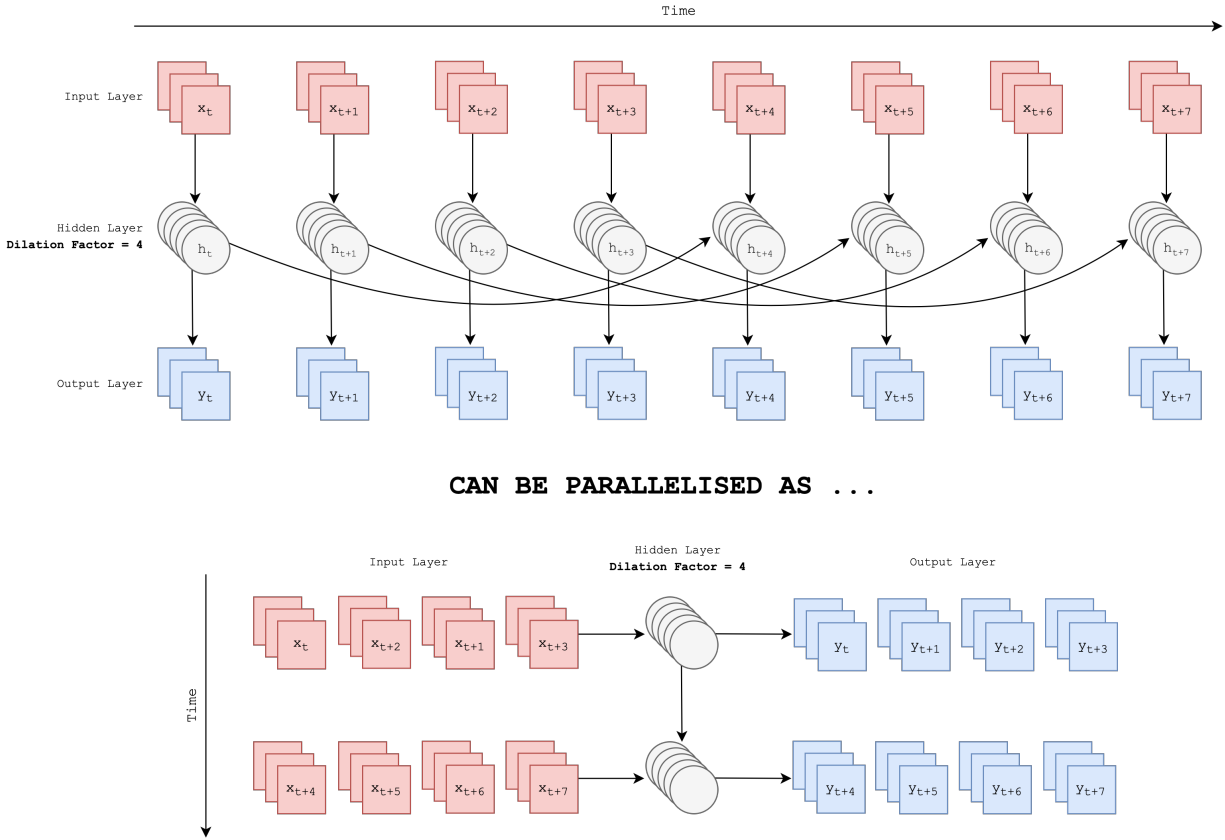 Time
Input Layer
xt xt+1 xt+2 xt+3 xt+4 xt+5 xt+6 xt+7
Hidden Layer
Dilation Factor = 4
ht ht+1 ht+2 ht+3 ht+4 ht+5 ht+6 ht+7
Output Layer
yt yt+1 yt+2 yt+3 yt+4 yt+5 yt+6 yt+7
CAN BE PARALLELISED AS ...
Input Layer
Hidden Layer
Dilation Factor = 4
Output Layer
Time
xt xt+2 xt+1 xt+3
yt yt+1 yt+2 yt+3
xt+4 xt+5 xt+6 xt+7
yt+4 yt+5 yt+6 yt+7